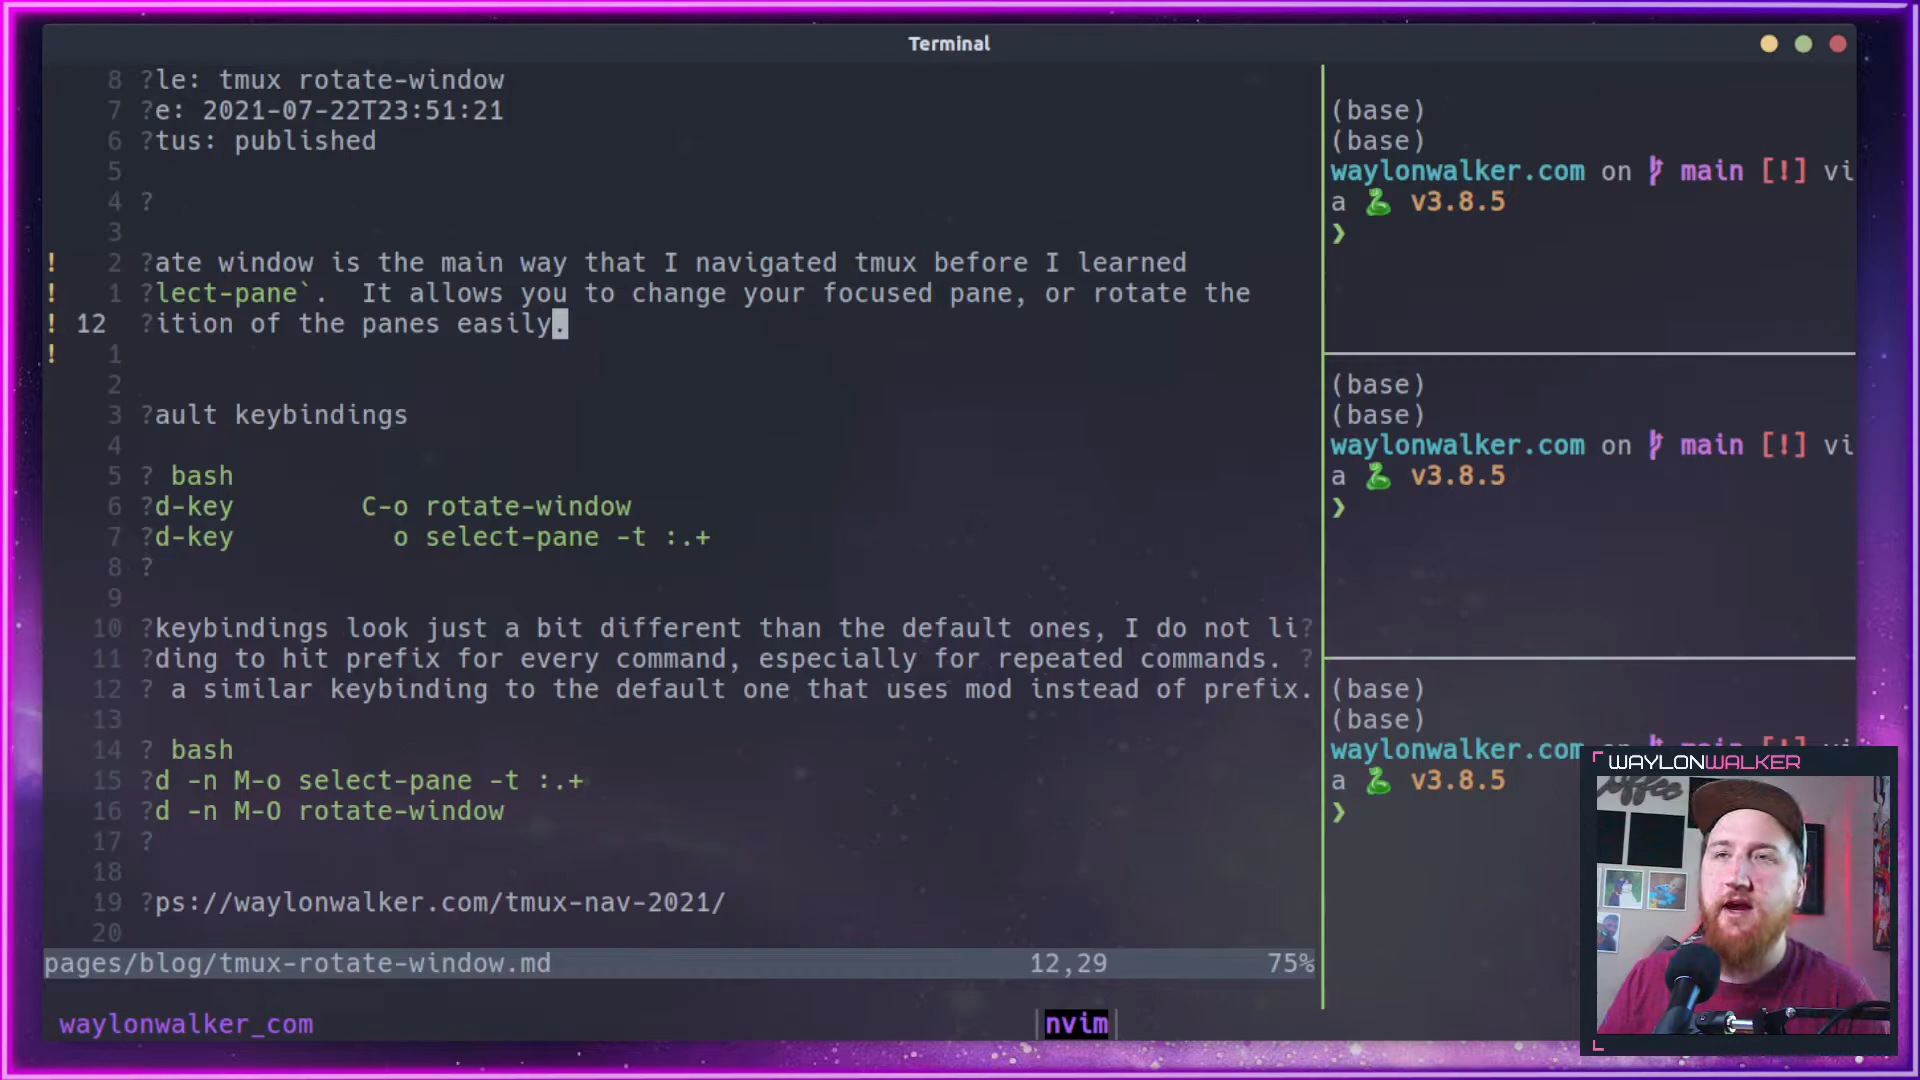 Terminal
8 ?le: tmux rotate-window
7 ?e: 2021-07-22T23:51:21
6 ?tus: published
5
4 ?
3
! 2 ?ate window is the main way that I navigated tmux before I learned
! 1 ?lect-pane`.  It allows you to change your focused pane, or rotate the
! 12 ?ition of the panes easily.
! 1
2
3 ?ault keybindings
4
5 ? bash
6 ?d-key        C-o rotate-window
7 ?d-key          o select-pane -t :.+
8 ?
9
10 ?keybindings look just a bit different than the default ones, I do not li?
11 ?ding to hit prefix for every command, especially for repeated commands. ?
12 ? a similar keybinding to the default one that uses mod instead of prefix.
13
14 ? bash
15 ?d -n M-o select-pane -t :.+
16 ?d -n M-O rotate-window
17 ?
18
19 ?ps://waylonwalker.com/tmux-nav-2021/
20
pages/blog/tmux-rotate-window.md 12,29 75%
waylonwalker_com |nvim|
(base)
(base)
waylonwalker.com on main [!] vi
a v3.8.5
❯
(base)
(base)
waylonwalker.com on main [!] vi
a v3.8.5
❯
(base)
(base)
waylonwalker.com on main [!] vi
a v3.8.5
❯
WAYLONWALKER
coffee